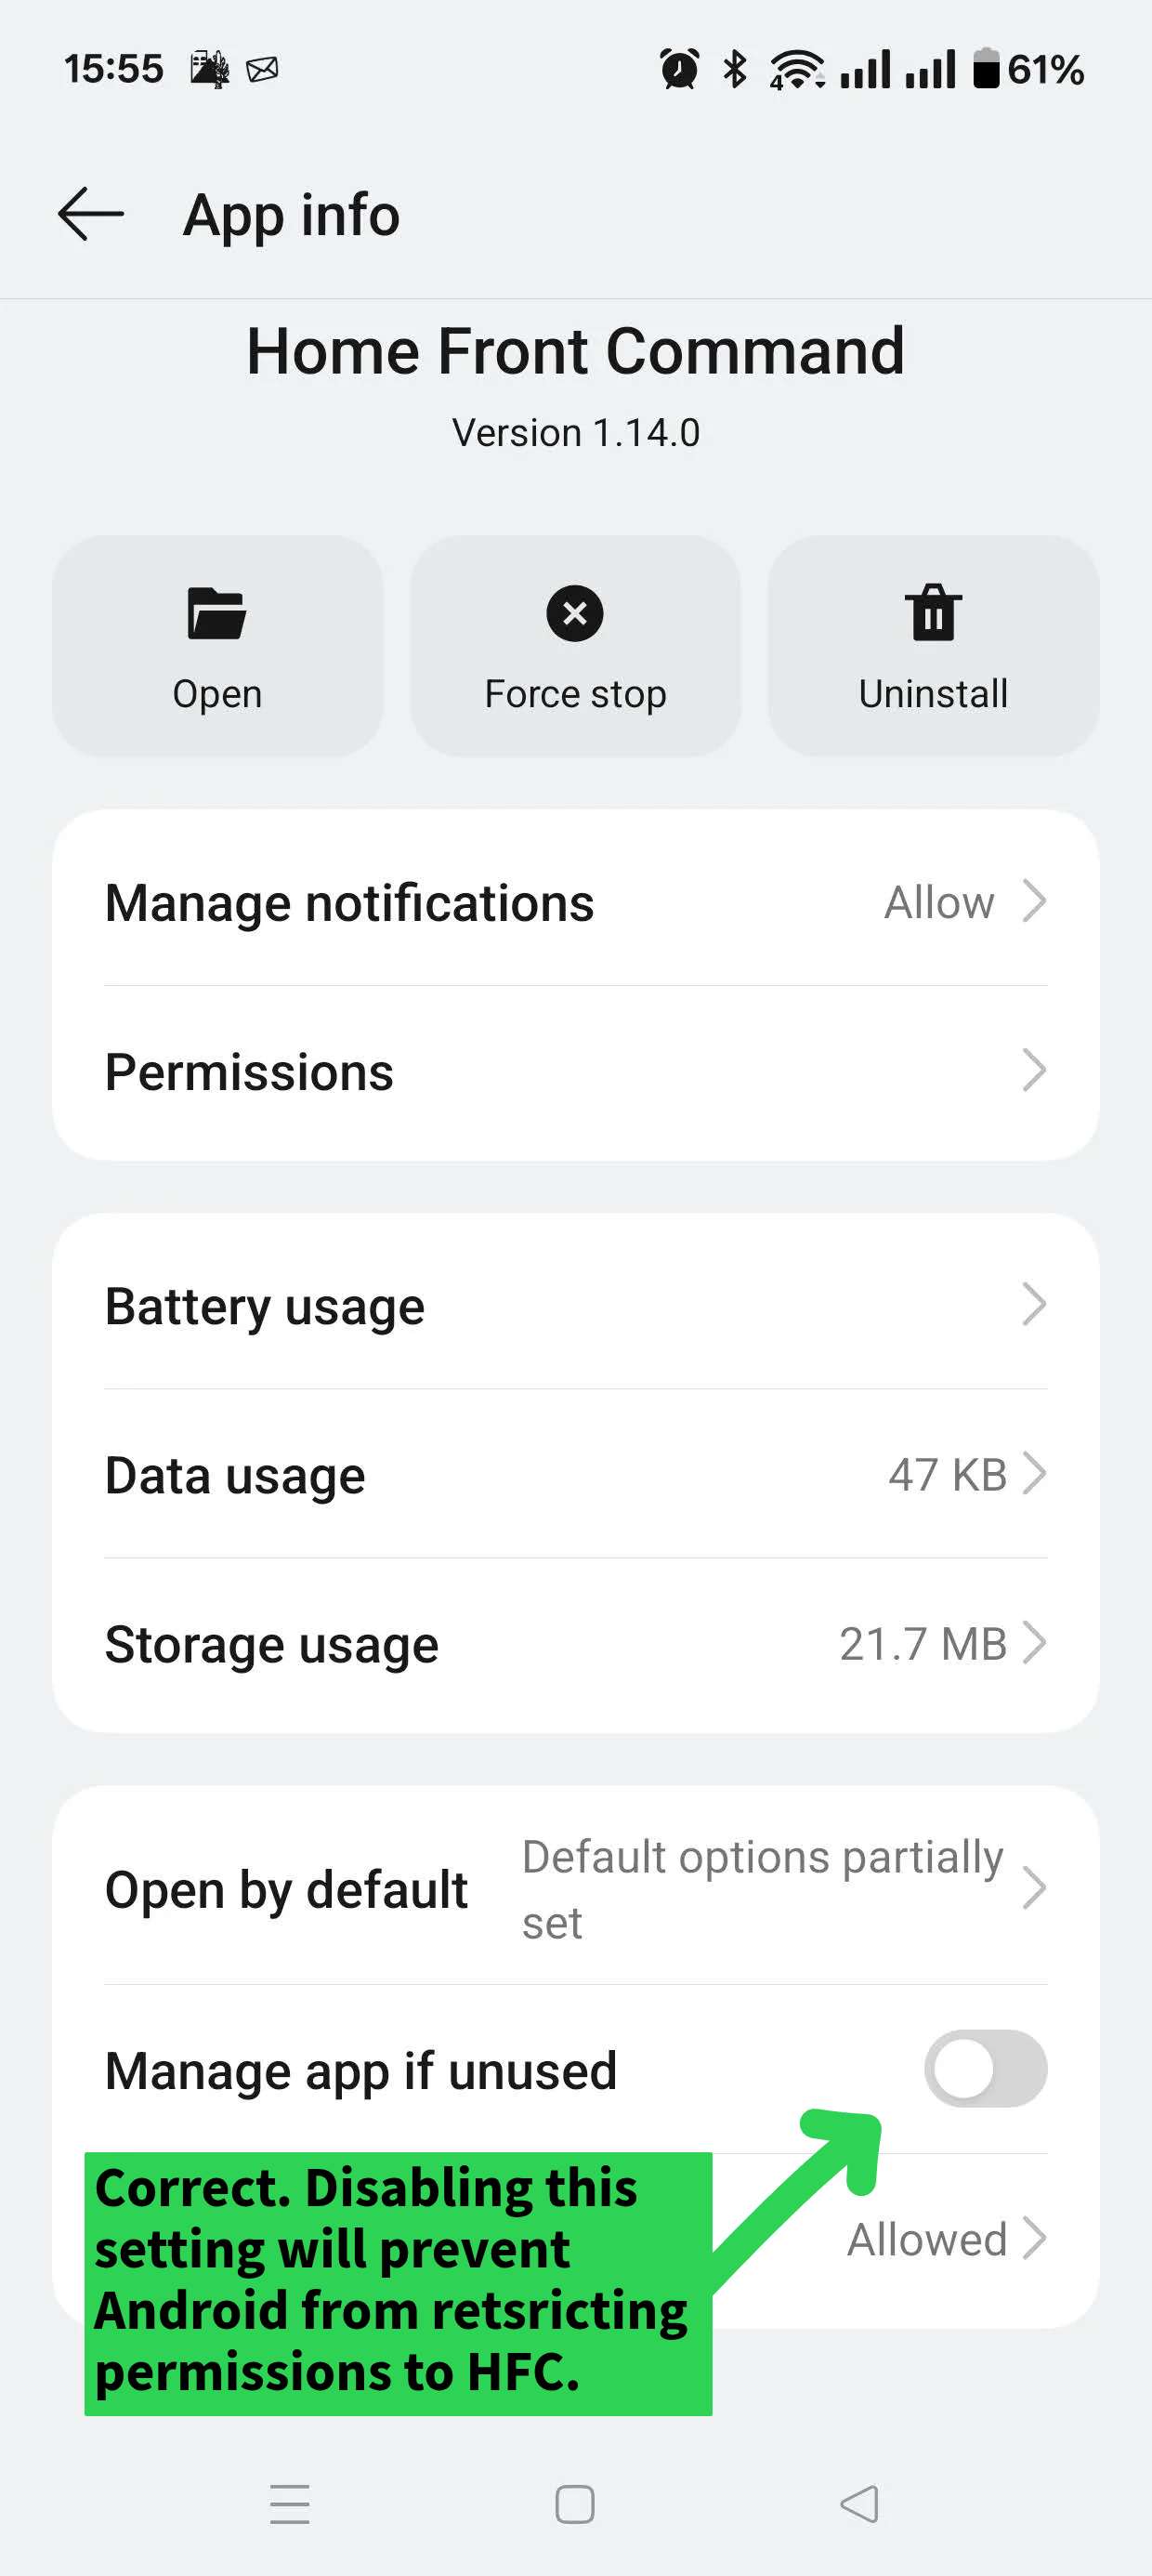 15:55
4
61%
App info
Home Front Command
Version 1.14.0
Open
Force stop
Uninstall
Manage notifications
Allow
Permissions
Battery usage
Data usage
47 KB
Storage usage
21.7 MB
Open by default
Default options partially
set
Manage app if unused
Correct. Disabling this
setting will prevent
Android from retsricting
permissions to HFC.
Allowed